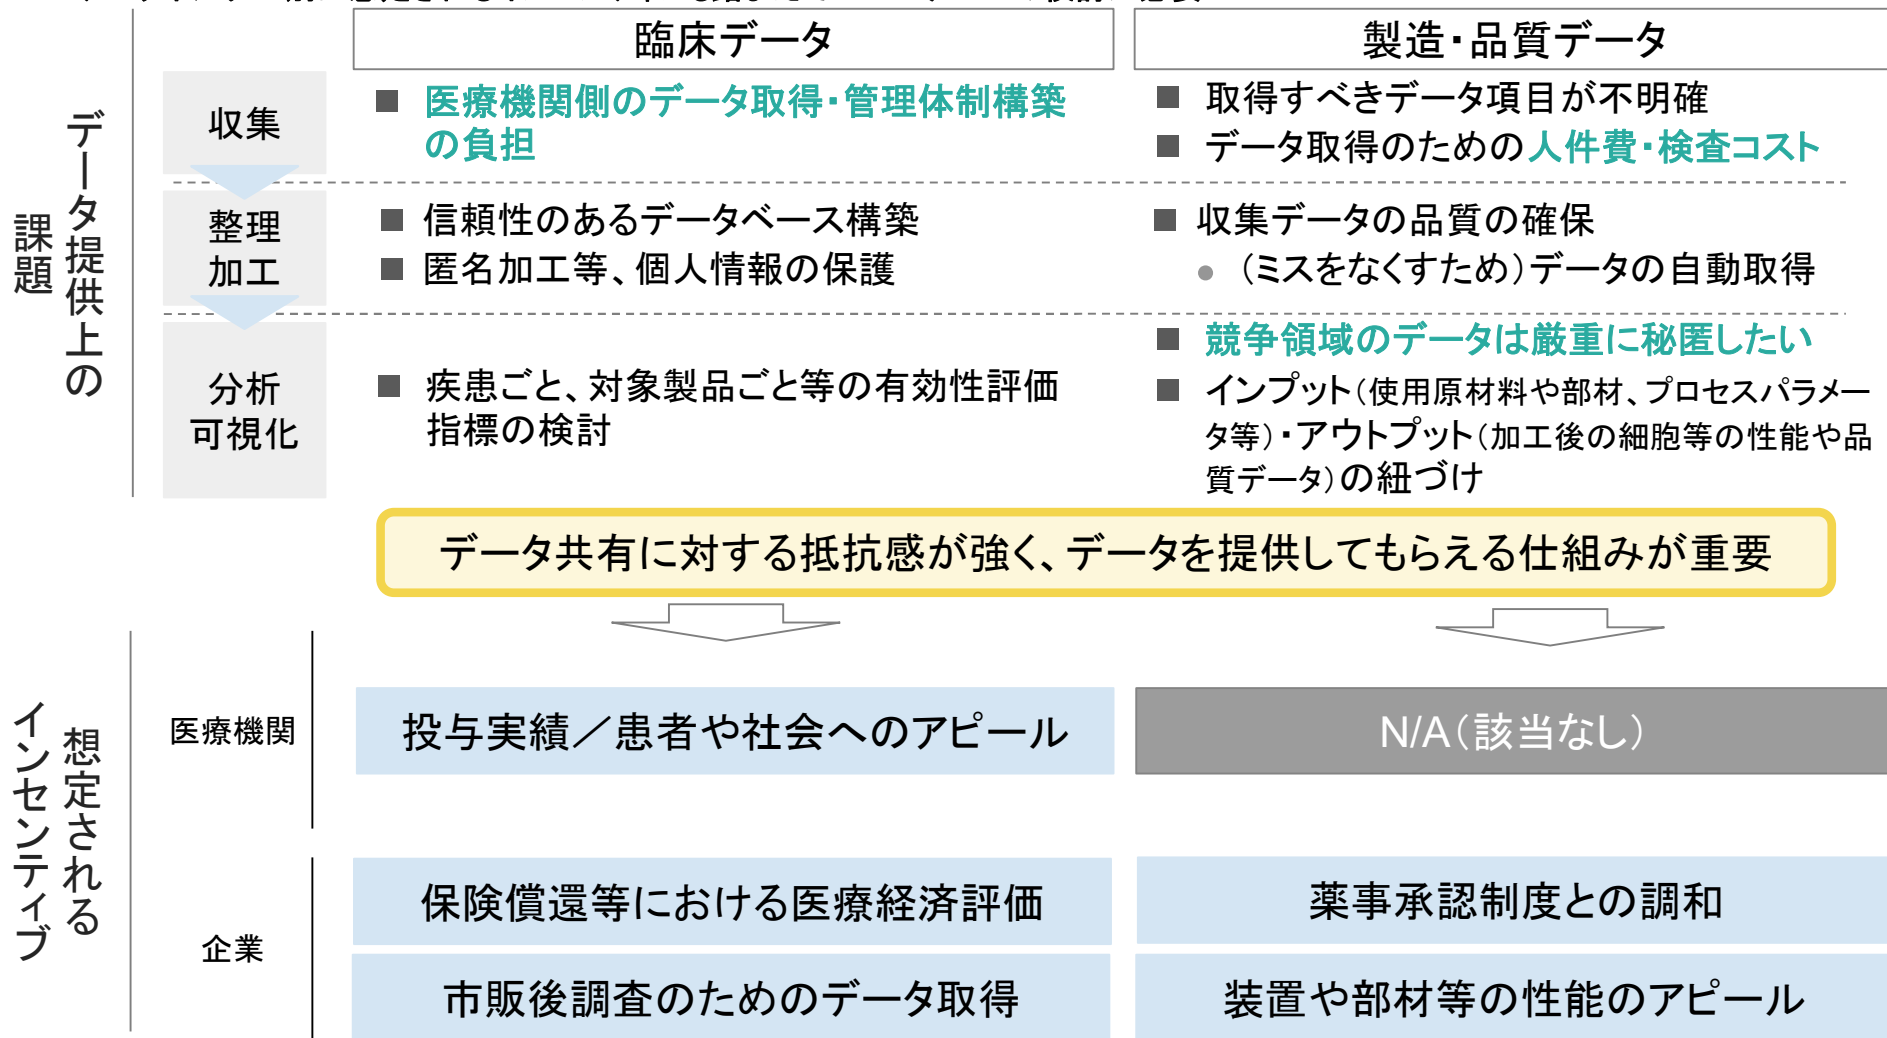 臨床データ
製造・品質データ
データ提供上の
課題
収集
■ 医療機関側のデータ取得・管理体制構築
の負担
■ 取得すべきデータ項目が不明確
■ データ取得のための人件費・検査コスト
整理
加工
■ 信頼性のあるデータベース構築
■ 匿名加工等、個人情報の保護
■ 収集データの品質の確保
● （ミスをなくすため）データの自動取得
分析
可視化
■ 疾患ごと、対象製品ごと等の有効性評価
指標の検討
■ 競争領域のデータは厳重に秘匿したい
■ インプット（使用原材料や部材、プロセスパラメー
タ等）・アウトプット（加工後の細胞等の性能や品
質データ）の紐づけ
データ共有に対する抵抗感が強く、データを提供してもらえる仕組みが重要
想定される
インセンティブ
医療機関
投与実績／患者や社会へのアピール
N/A（該当なし）
企業
保険償還等における医療経済評価
薬事承認制度との調和
市販後調査のためのデータ取得
装置や部材等の性能のアピール